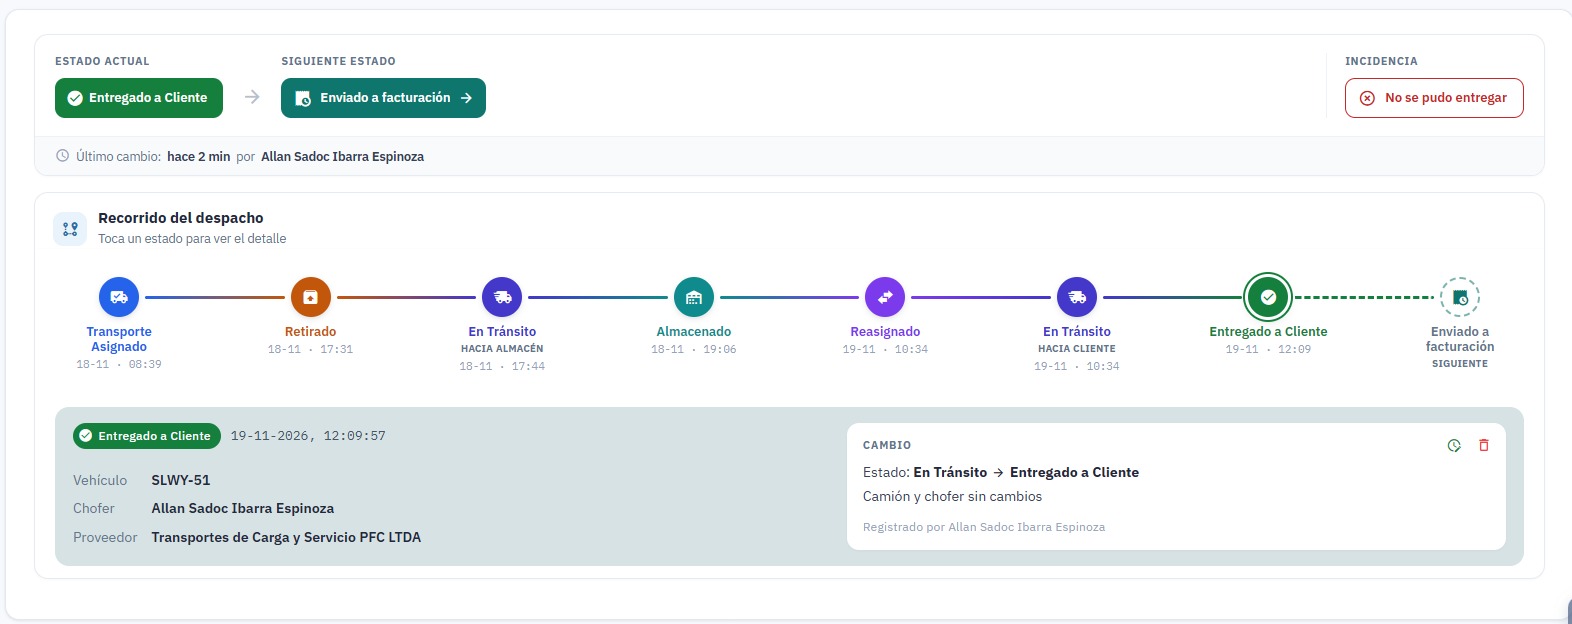 ESTADO ACTUAL
SIGUIENTE ESTADO
INCIDENCIA
Entregado a Cliente
Enviado a facturación
No se pudo entregar
Último cambio: hace 2 min por Allan Sadoc Ibarra Espinoza
Recorrido del despacho
Toca un estado para ver el detalle
Transporte
Asignado
18-11 · 08:39
Retirado
18-11 · 17:31
En Tránsito
HACIA ALMACÉN
18-11 · 17:44
Almacenado
18-11 · 19:06
Reasignado
19-11 · 10:34
En Tránsito
HACIA CLIENTE
19-11 · 10:34
Entregado a Cliente
19-11 · 12:09
Enviado a
facturación
SIGUIENTE
Entregado a Cliente 19-11-2026, 12:09:57
Vehículo SLWY-51
Chofer Allan Sadoc Ibarra Espinoza
Proveedor Transportes de Carga y Servicio PFC LTDA
CAMBIO
Estado: En Tránsito → Entregado a Cliente
Camión y chofer sin cambios
Registrado por Allan Sadoc Ibarra Espinoza